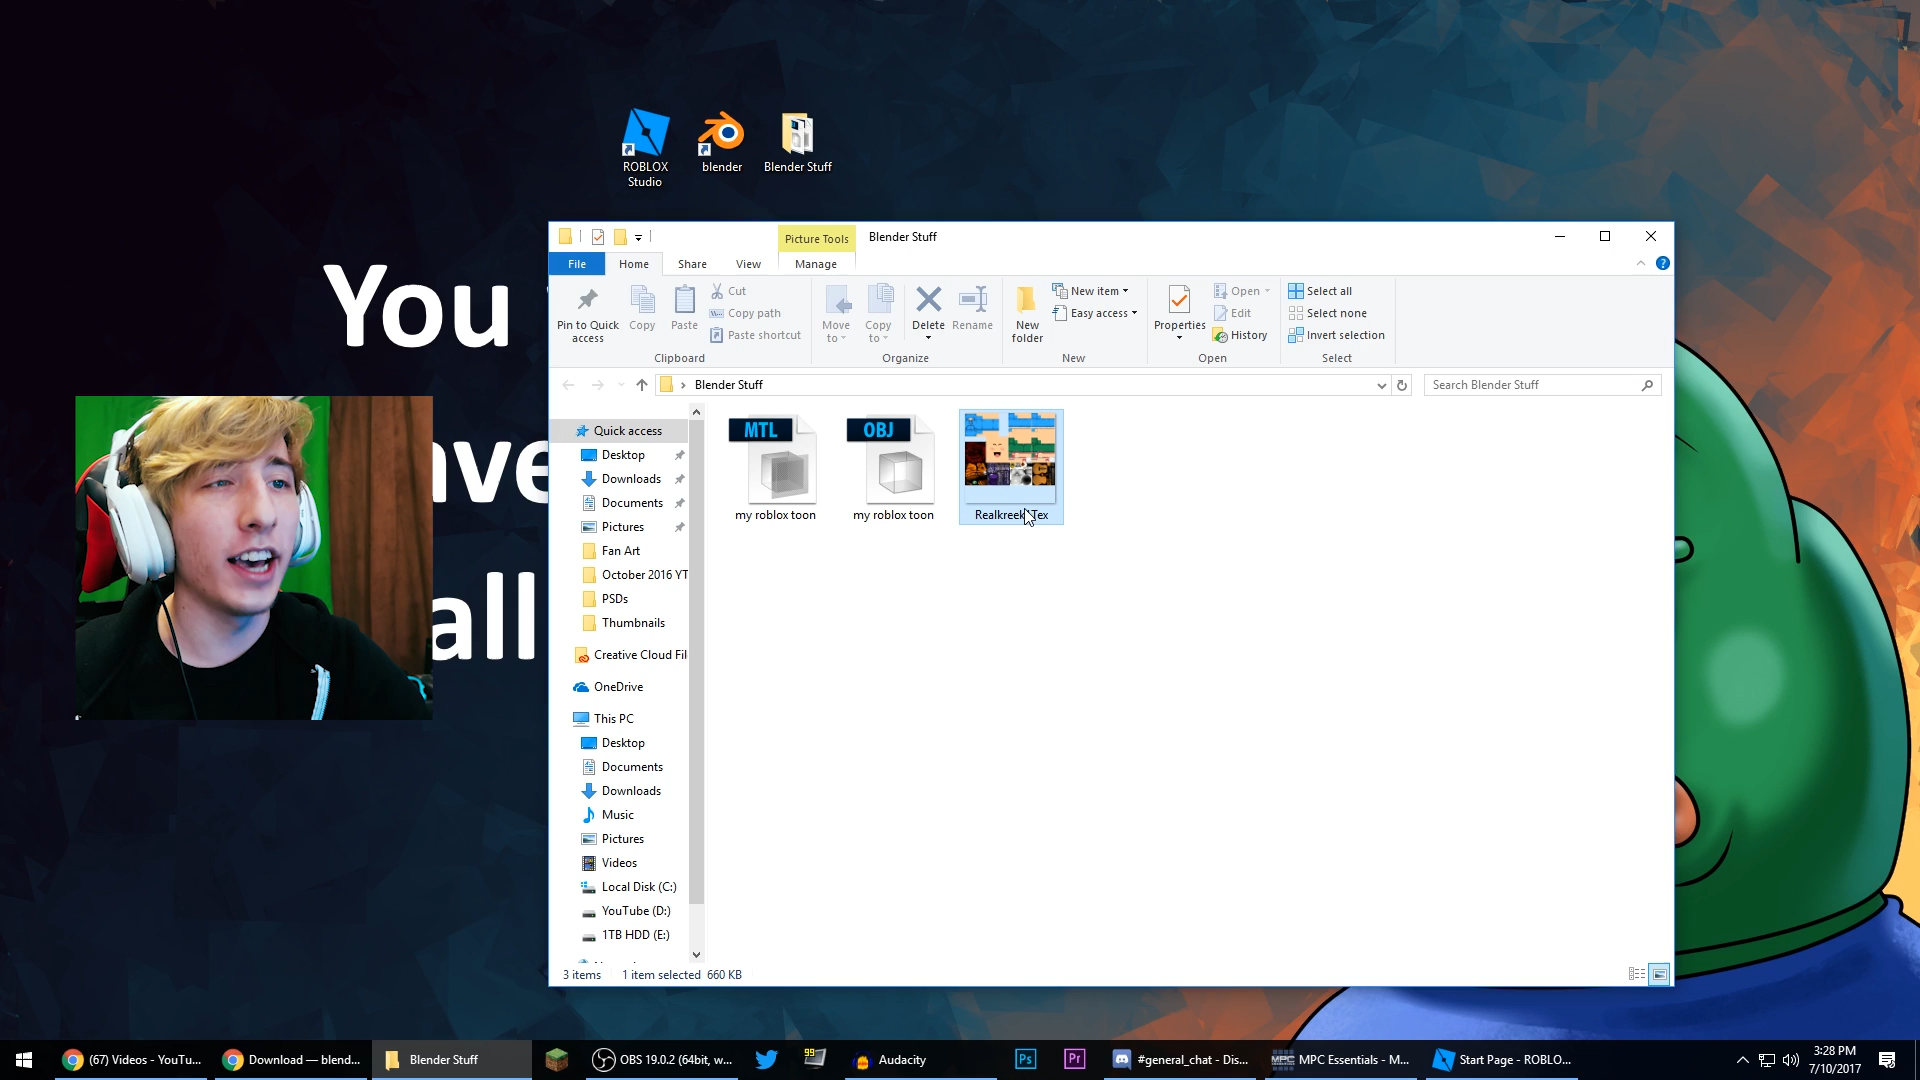 ROBLOX
Studio
blender
Blender Stuff
You
ave
all
Picture Tools
Blender Stuff
File
Home
Share
View
Manage
Pin to Quick
access
Copy
Paste
Cut
Copy path
Paste shortcut
Clipboard
Move
to
Copy
to
Delete
Rename
Organize
New
folder
New item
Easy access
New
Properties
Open
Edit
History
Open
Select all
Select none
Invert selection
Select
Blender Stuff
Search Blender Stuff
Quick access
Desktop
Downloads
Documents
Pictures
Fan Art
October 2016 YT
PSDs
Thumbnails
Creative Cloud Fil
OneDrive
This PC
Desktop
Documents
Downloads
Music
Pictures
Videos
Local Disk (C:)
YouTube (D:)
1TB HDD (E:)
MTL
my roblox toon
OBJ
my roblox toon
3 items
1 item selected 660 KB
(67) Videos - YouTu...
Download — blend...
Blender Stuff
OBS 19.0.2 (64bit, w...
99
Audacity
Ps
Pr
#general_chat - Dis...
MPC
MPC Essentials - M...
Start Page - ROBLO...
3:28 PM
7/10/2017